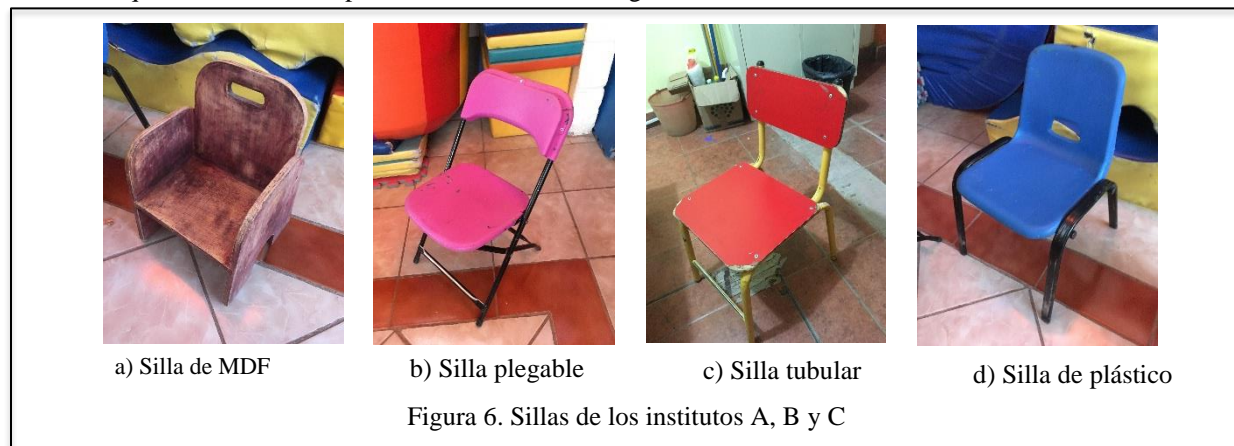 a) Silla de MDF
b) Silla plegable
c) Silla tubular
d) Silla de plástico
Figura 6. Sillas de los institutos A, B y C